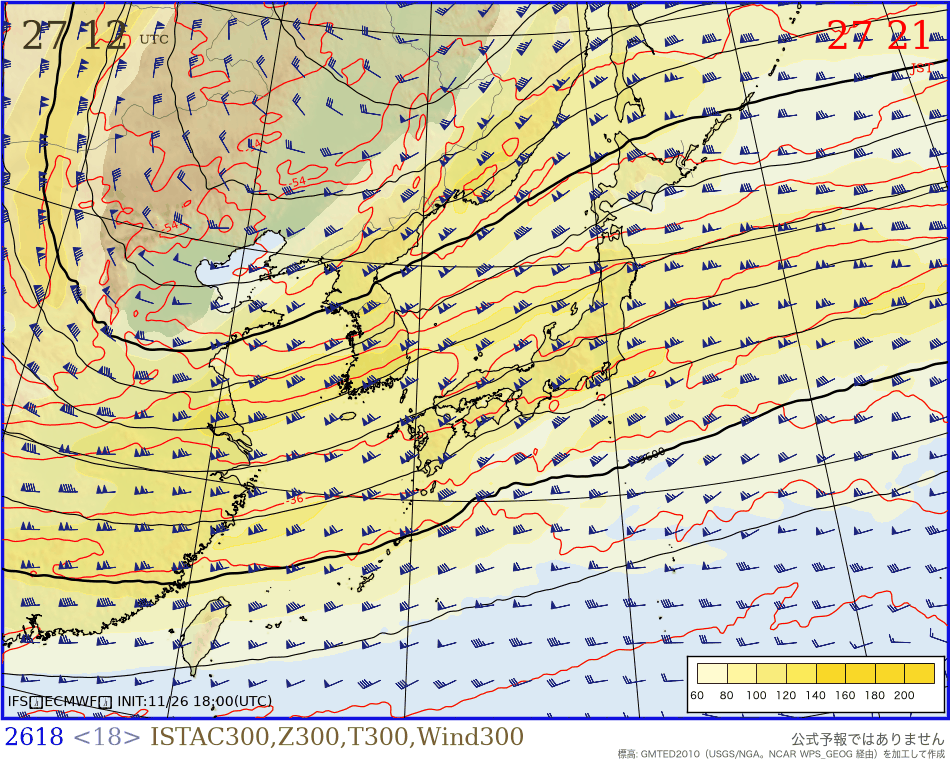 27 12 UTC
27 21
JST
-54
-54
-54
9600
-36
60 80 100 120 140 160 180 200
IFS ECMWF INIT:11/26 18:00(UTC)
2618 <18> ISTAC300,Z300,T300,Wind300
公式予報ではありません
標高: GMTED2010（USGS/NGA。NCAR WPS_GEOG 経由）を加工して作成